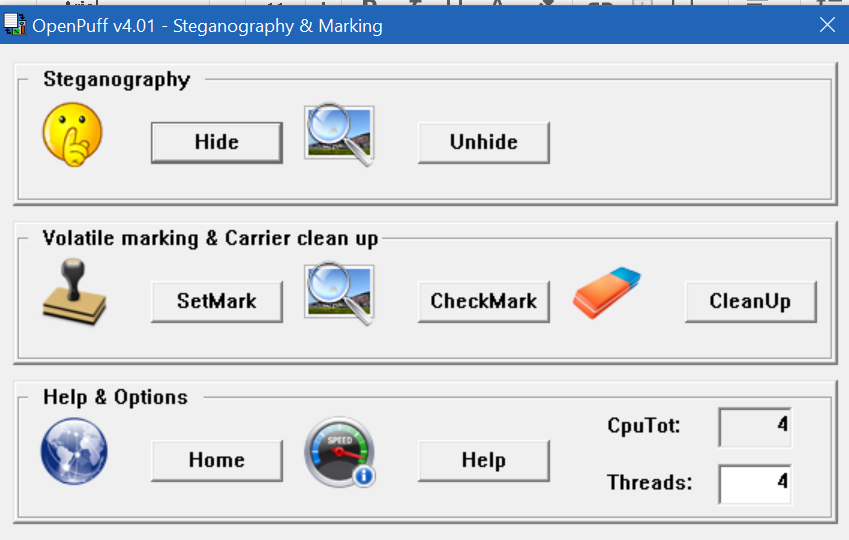 OpenPuff v4.01 - Steganography & Marking
Steganography
Hide
Unhide
Volatile marking & Carrier clean up
SetMark
CheckMark
CleanUp
Help & Options
SPEED
Home
Help
CpuTot: 4
Threads: 4